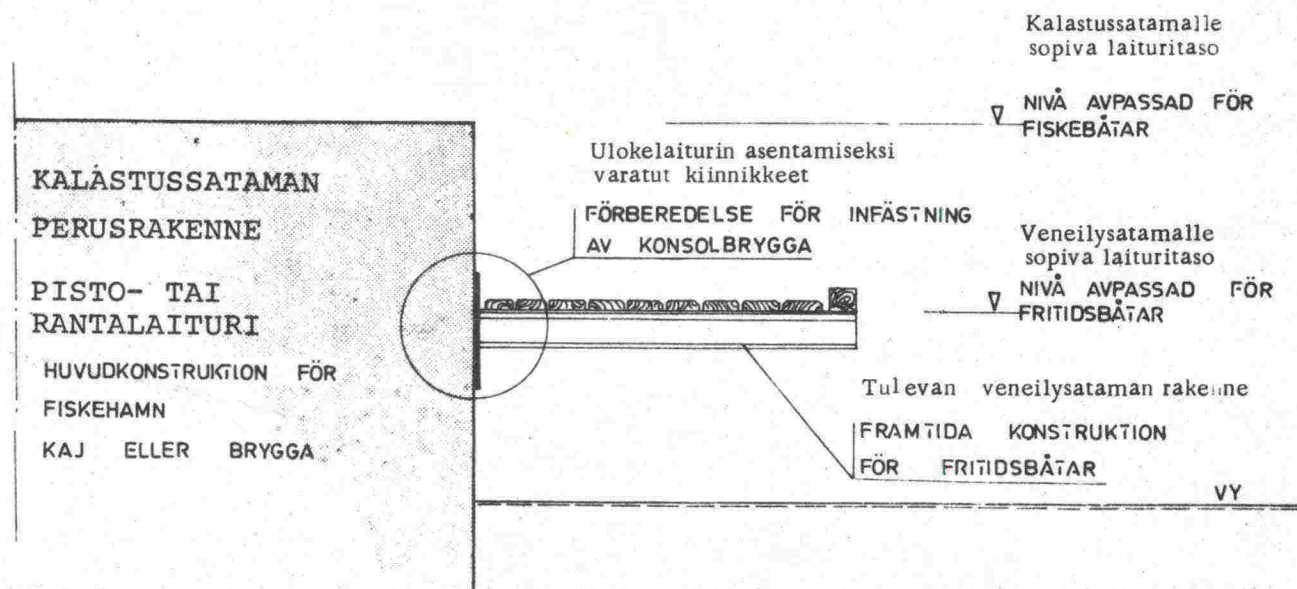 Kalastussatamalle
sopiva laituritaso
NIVÅ AVPASSAD FÖR
FISKEBÅTAR
Ulokelaiturin asentamiseksi
varatut kiinnikkeet
FÖRBEREDELSE FÖR INFÄSTNING
AV KONSOLBRYGGA
KALASTUSSATAMAN
PERUSRAKENNE
PISTO- TAI
RANTALAITURI
HUVUDKONSTRUKTION FÖR
FISKEHAMN
KAJ ELLER BRYGGA
Veneilysatamalle
sopiva laituritaso
NIVÅ AVPASSAD FÖR
FRITIDSBÅTAR
Tulevan veneilysataman rakenne
FRAMTIDA KONSTRUKTION
FÖR FRITIDSBÅTAR
VY